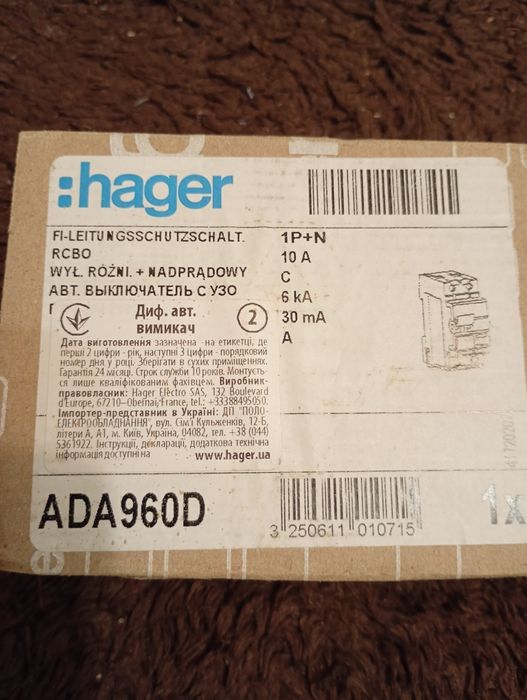 :hager
FI-LEITUNGSSCHUTZSCHALT.
RCBO
WYŁ. RÓŻNI. + NADPRĄDOWY
АВТ. ВЫКЛЮЧАТЕЛЬ С УЗО
1P+N
10 A
C
6 kA
30 mA
A
Диф. авт.
вимикач
2
Дата виготовлення зазначена на етикетці, де
перші 2 цифри - рік, наступні 3 цифри - порядковий
номер дня у році. Зберігати в сухих приміщеннях.
Гарантія 24 місяці. Строк служби 10 років. Монтуєть-
ся лише кваліфікованим фахівцем. Виробник-
правовласник: Hager Electro SAS, 132 Boulevard
d'Europe, 67210-Obernai/France, tel.: +33388495050.
Імпортер-представник в Україні: ДП "ПОЛО-
ЕЛЕКТРООБЛАДНАННЯ", вул. Сім'ї Кульженків, 12-Б,
літери А, А1, м. Київ, Україна, 04082, тел. +38 (044)
5361922. Інструкції, декларації, додаткова технічна
інформація доступні на www.hager.ua
ADA960D
3 250611 010715
1x